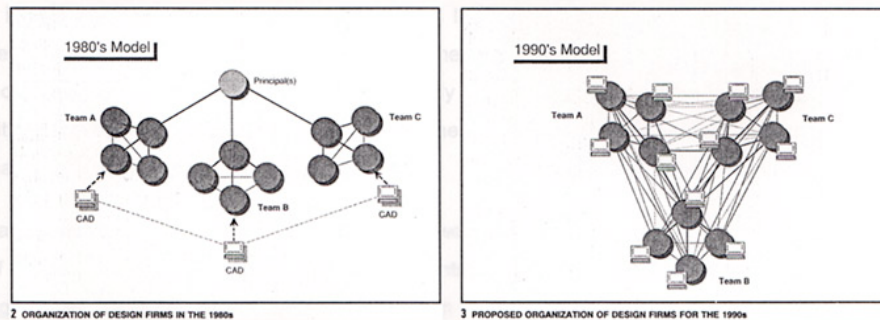 1980's Model
Principal(s)
Team A
Team C
Team B
CAD
CAD
CAD
2 ORGANIZATION OF DESIGN FIRMS IN THE 1980s
1990's Model
Team A
Team C
Team B
3 PROPOSED ORGANIZATION OF DESIGN FIRMS FOR THE 1990s